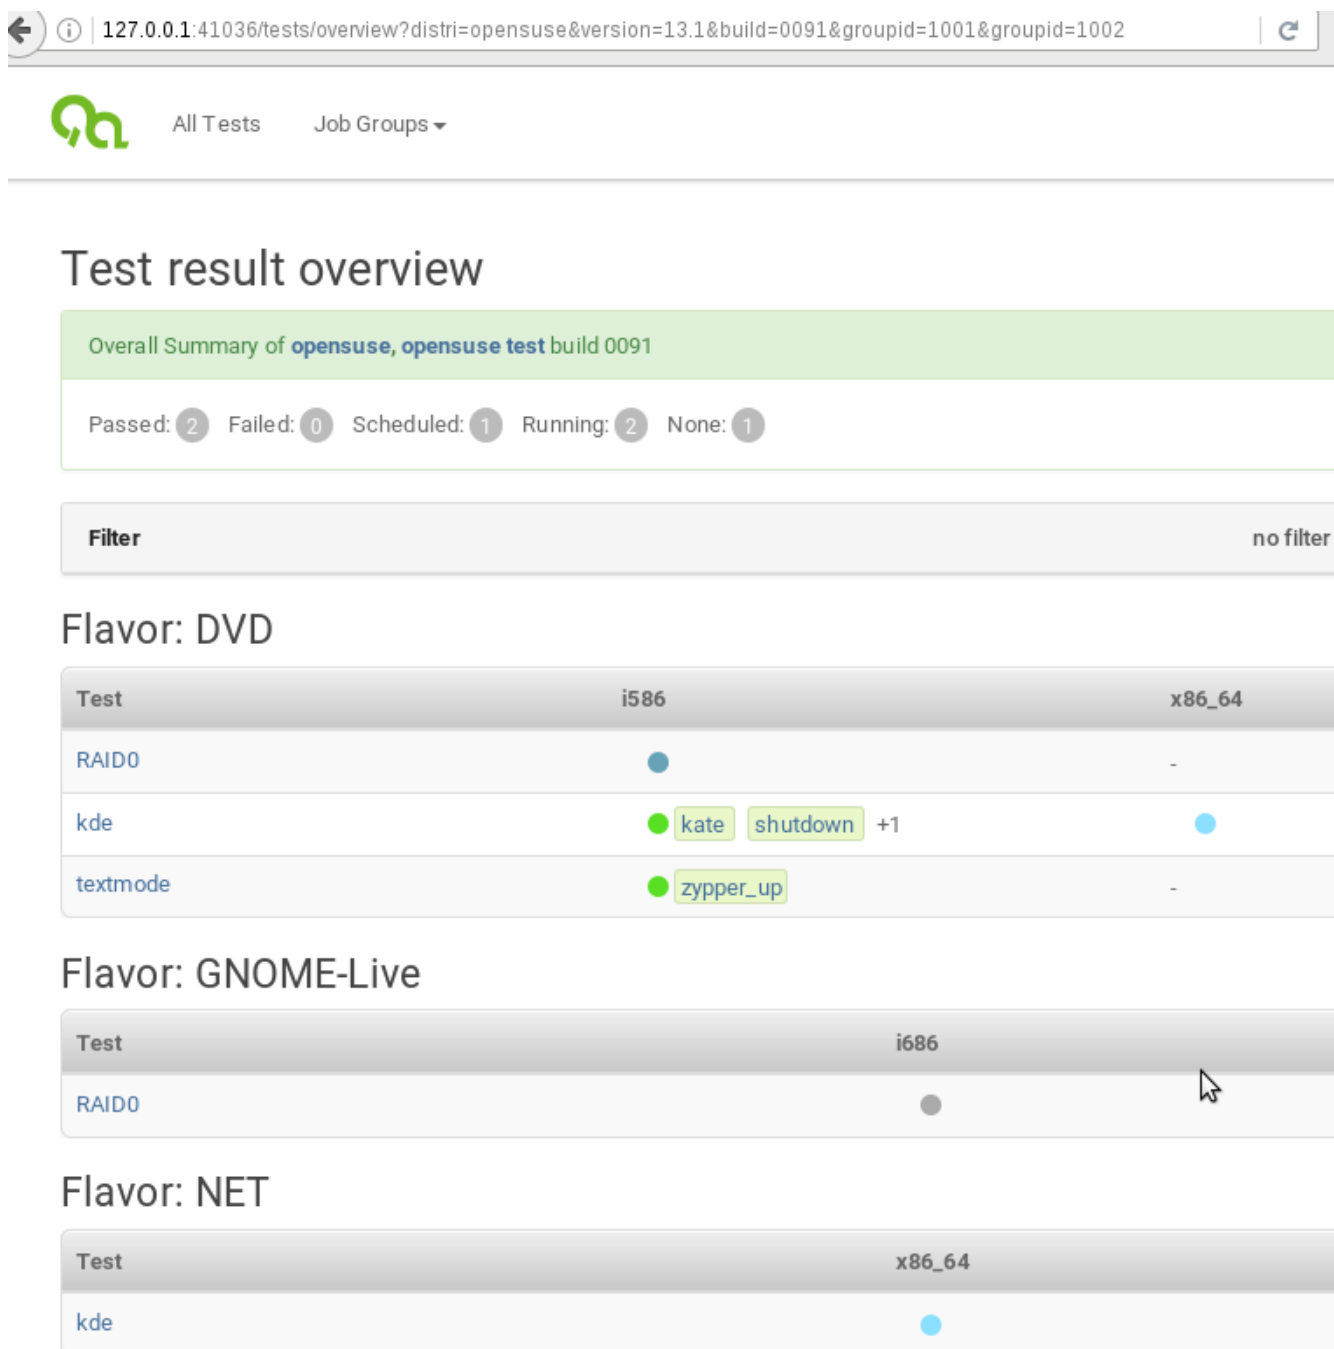 127.0.0.1:41036/tests/overview?distri=opensuse&version=13.1&build=0091&groupid=1001&groupid=1002
All Tests Job Groups
Test result overview
Overall Summary of opensuse, opensuse test build 0091
Passed: 2 Failed: 0 Scheduled: 1 Running: 2 None: 1
Filter no filter
Flavor: DVD
Test i586 x86_64
RAID0 -
kde kate shutdown +1
textmode zypper_up -
Flavor: GNOME-Live
Test i686
RAID0
Flavor: NET
Test x86_64
kde